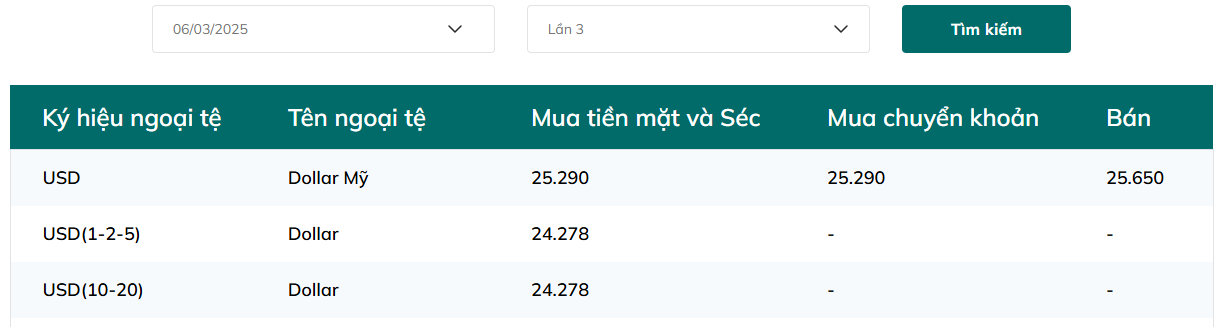 06/03/2025 Lần 3 Tìm kiếm
Ký hiệu ngoại tệ Tên ngoại tệ Mua tiền mặt và Séc Mua chuyển khoản Bán
USD Dollar Mỹ 25.290 25.290 25.650
USD(1-2-5) Dollar 24.278 - -
USD(10-20) Dollar 24.278 - -